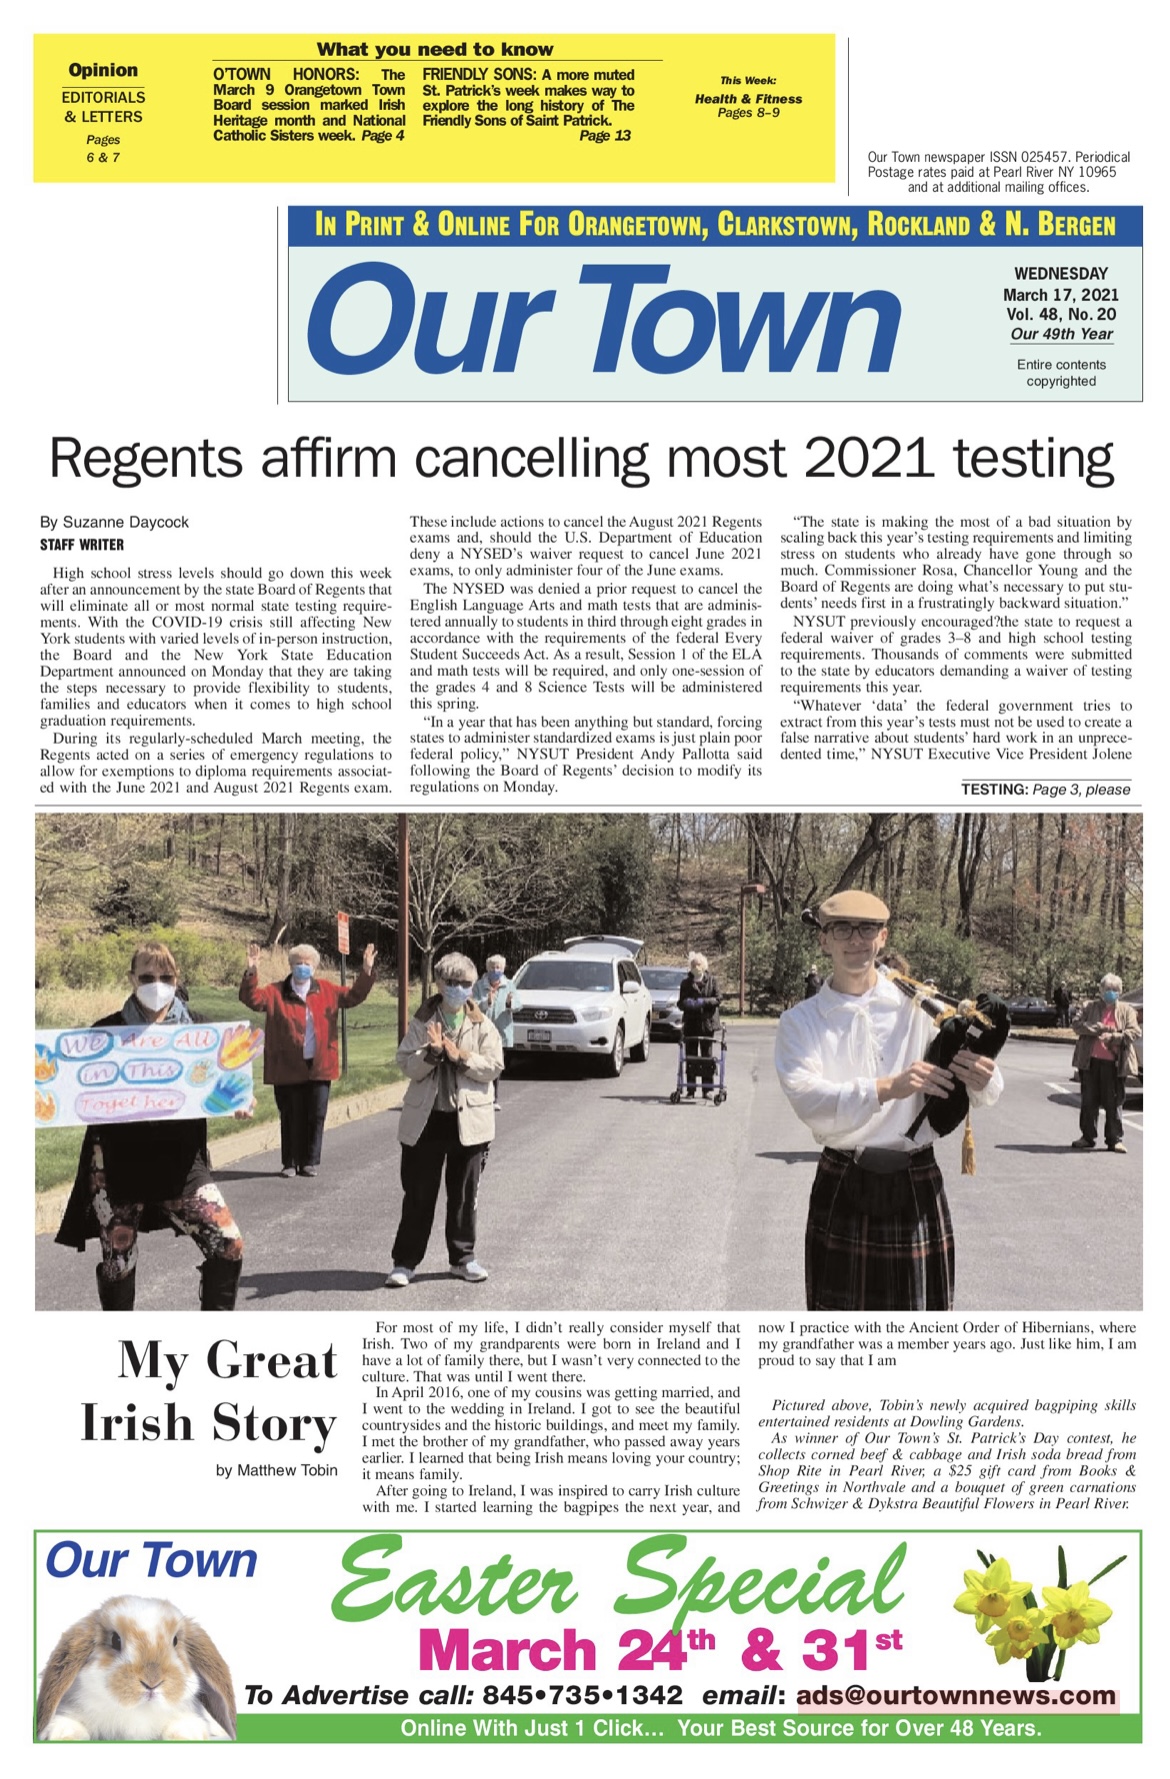 Opinion
EDITORIALS
& LETTERS
Pages
6 & 7
What you need to know
O'TOWN HONORS: The
March 9 Orangetown Town
Board session marked Irish
Heritage month and National
Catholic Sisters week. Page 4
FRIENDLY SONS: A more muted
St. Patrick's week makes way to
explore the long history of The
Friendly Sons of Saint Patrick.
Page 13
This Week:
Health & Fitness
Pages 8–9
Our Town newspaper ISSN 025457. Periodical
Postage rates paid at Pearl River NY 10965
and at additional mailing offices.
IN PRINT & ONLINE FOR ORANGETOWN, CLARKSTOWN, ROCKLAND & N. BERGEN
Our Town
WEDNESDAY
March 17, 2021
Vol. 48, No. 20
Our 49th Year
Entire contents
copyrighted
Regents affirm cancelling most 2021 testing
By Suzanne Daycock
STAFF WRITER
High school stress levels should go down this week
after an announcement by the state Board of Regents that
will eliminate all or most normal state testing require-
ments. With the COVID-19 crisis still affecting New
York students with varied levels of in-person instruction,
the Board and the New York State Education
Department announced on Monday that they are taking
the steps necessary to provide flexibility to students,
families and educators when it comes to high school
graduation requirements.
During its regularly-scheduled March meeting, the
Regents acted on a series of emergency regulations to
allow for exemptions to diploma requirements associat-
ed with the June 2021 and August 2021 Regents exam.
These include actions to cancel the August 2021 Regents
exams and, should the U.S. Department of Education
deny a NYSED's waiver request to cancel June 2021
exams, to only administer four of the June exams.
The NYSED was denied a prior request to cancel the
English Language Arts and math tests that are adminis-
tered annually to students in third through eight grades in
accordance with the requirements of the federal Every
Student Succeeds Act. As a result, Session 1 of the ELA
and math tests will be required, and only one-session of
the grades 4 and 8 Science Tests will be administered
this spring.
“In a year that has been anything but standard, forcing
states to administer standardized exams is just plain poor
federal policy,” NYSUT President Andy Pallotta said
following the Board of Regents’ decision to modify its
regulations on Monday.
“The state is making the most of a bad situation by
scaling back this year’s testing requirements and limiting
stress on students who already have gone through so
much. Commissioner Rosa, Chancellor Young and the
Board of Regents are doing what’s necessary to put stu-
dents’ needs first in a frustratingly backward situation.”
NYSUT previously encouraged?the state to request a
federal waiver of grades 3–8 and high school testing
requirements. Thousands of comments were submitted
to the state by educators demanding a waiver of testing
requirements this year.
“Whatever ‘data’ the federal government tries to
extract from this year’s tests must not be used to create a
false narrative about students’ hard work in an unprece-
dented time,” NYSUT Executive Vice President Jolene
TESTING: Page 3, please
We Are All
in This
Together
My Great
Irish Story
by Matthew Tobin
For most of my life, I didn’t really consider myself that
Irish. Two of my grandparents were born in Ireland and I
have a lot of family there, but I wasn’t very connected to the
culture. That was until I went there.
In April 2016, one of my cousins was getting married, and
I went to the wedding in Ireland. I got to see the beautiful
countrysides and the historic buildings, and meet my family.
I met the brother of my grandfather, who passed away years
earlier. I learned that being Irish means loving your country;
it means family.
After going to Ireland, I was inspired to carry Irish culture
with me. I started learning the bagpipes the next year, and
now I practice with the Ancient Order of Hibernians, where
my grandfather was a member years ago. Just like him, I am
proud to say that I am
Pictured above, Tobin’s newly acquired bagpiping skills
entertained residents at Dowling Gardens.
As winner of Our Town’s St. Patrick’s Day contest, he
collects corned beef & cabbage and Irish soda bread from
Shop Rite in Pearl River, a $25 gift card from Books &
Greetings in Northvale and a bouquet of green carnations
from Schwizer & Dykstra Beautiful Flowers in Pearl River.
Our Town
Easter Special
March 24th & 31st
To Advertise call: 845•735•1342 email: ads@ourtownnews.com
Online With Just 1 Click… Your Best Source for Over 48 Years.